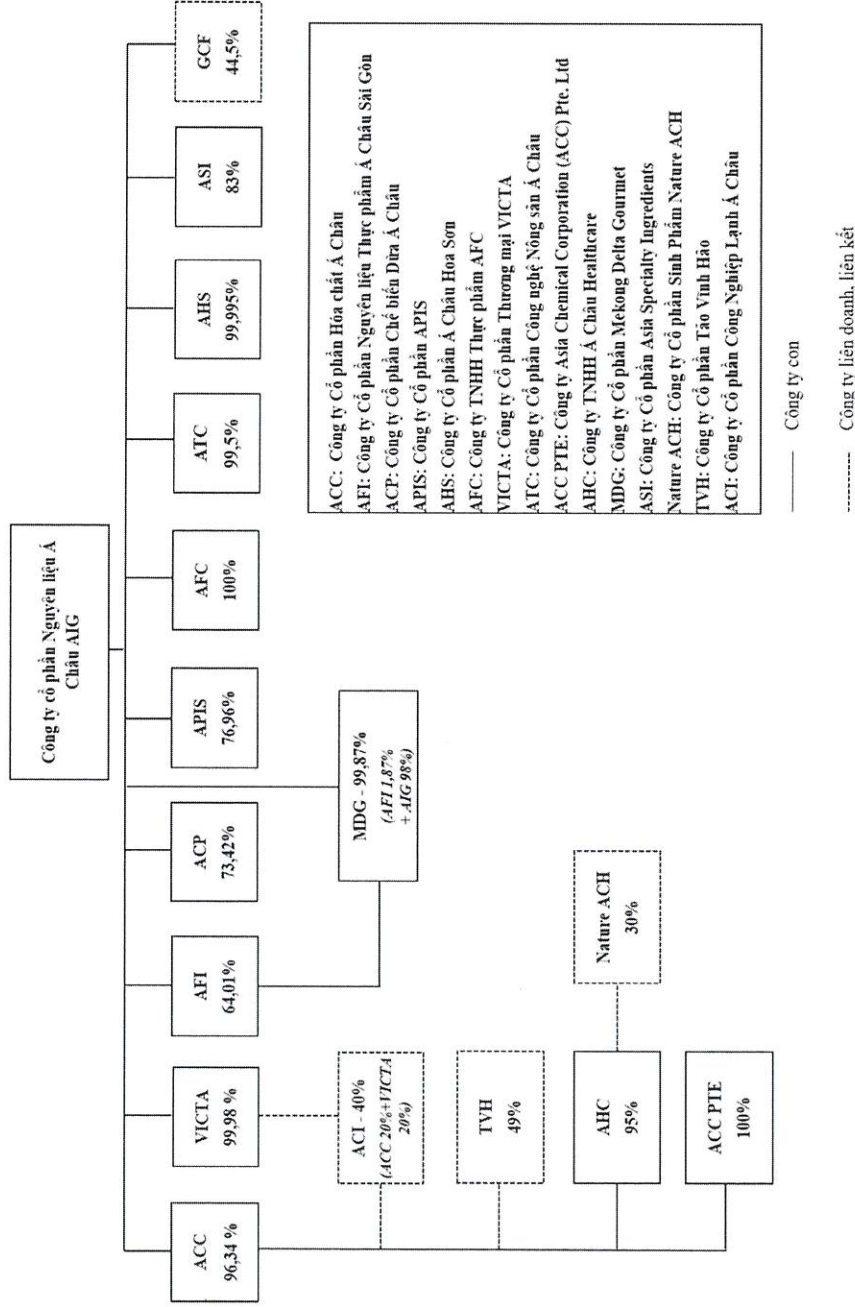 Công ty cổ phần Nguyên liệu Á
Châu AIG
ACC
96,34 %
VICTA
99,98 %
AFI
64,01%
ACP
73,42%
APIS
76,96%
AFC
100%
ATC
99,5%
AHS
99,995%
ASI
83%
GCF
44,5%
MDG - 99,87%
(AFI 1,87%
+ AIG 98%)
ACI - 40%
(ACC 20%+VICTA
20%)
TVH
49%
AHC
95%
Nature ACH
30%
ACC PTE
100%
ACC: Công ty Cổ phần Hóa chất Á Châu
AFI: Công ty Cổ phần Nguyên liệu Thực phẩm Á Châu Sài Gòn
ACP: Công ty Cổ phần Chế biến Dừa Á Châu
APIS: Công ty Cổ phần APIS
AHS: Công ty Cổ phần Á Châu Hoa Sơn
AFC: Công ty TNHH Thực phẩm AFC
VICTA: Công ty Cổ phần Thương mại VICTA
ATC: Công ty Cổ phần Công nghệ Nông sản Á Châu
ACC PTE: Công ty Asia Chemical Corporation (ACC) Pte. Ltd
AHC: Công ty TNHH Á Châu Healthcare
MDG: Công ty Cổ phần Mekong Delta Gourmet
ASI: Công ty Cổ phần Asia Specialty Ingredients
Nature ACH: Công ty Cổ phần Sinh Phẩm Nature ACH
TVH: Công ty Cổ phần Tảo Vĩnh Hảo
ACI: Công ty Cổ phần Công Nghiệp Lạnh Á Châu
Công ty con
Công ty liên doanh, liên kết